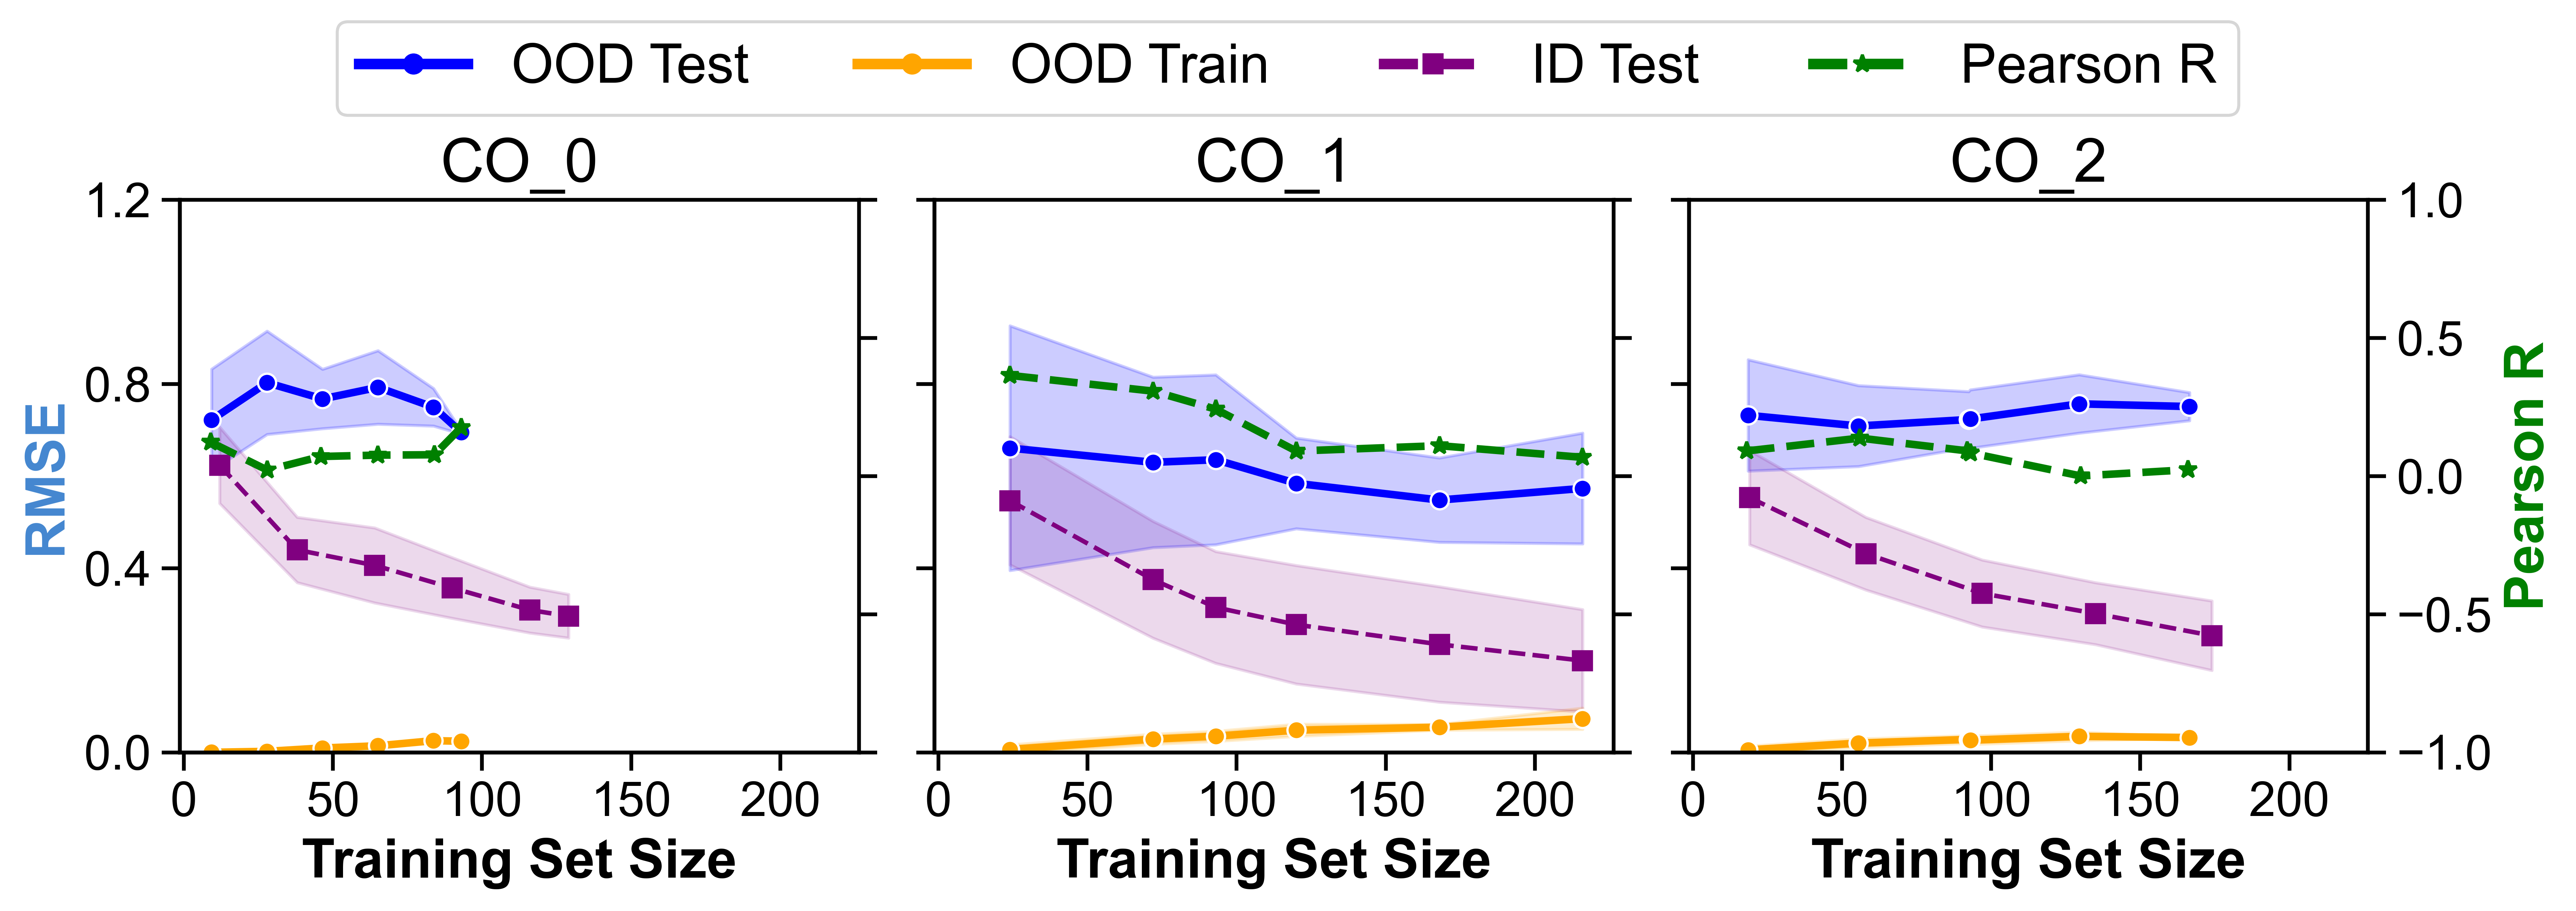 OOD Test OOD Train ID Test Pearson R
CO_0 CO_1 CO_2
RMSE
1.2
0.8
0.4
0.0
0 50 100 150 200
0 50 100 150 200
0 50 100 150 200
Training Set Size Training Set Size Training Set Size
1.0
0.5
0.0
−0.5
−1.0
Pearson R